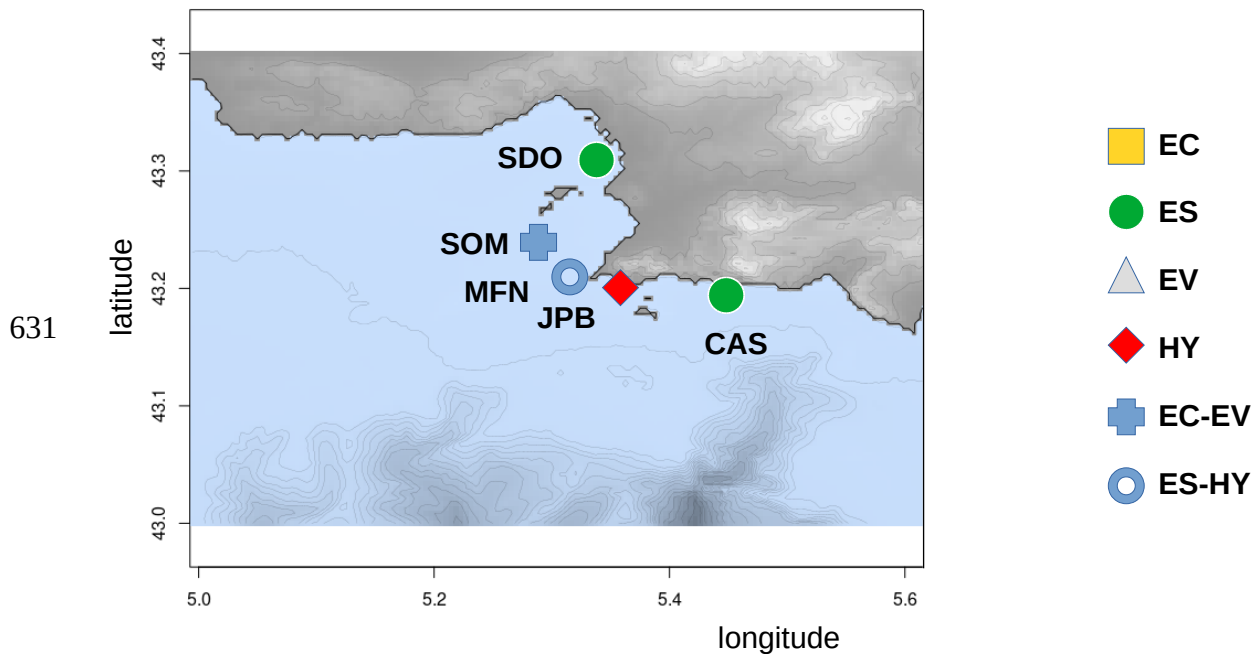 43.4
43.3
43.2
43.1
43.0
latitude
631
SDO
SOM
MFN
JPB
CAS
5.0
5.2
5.4
5.6
longitude
EC
ES
EV
HY
EC-EV
ES-HY